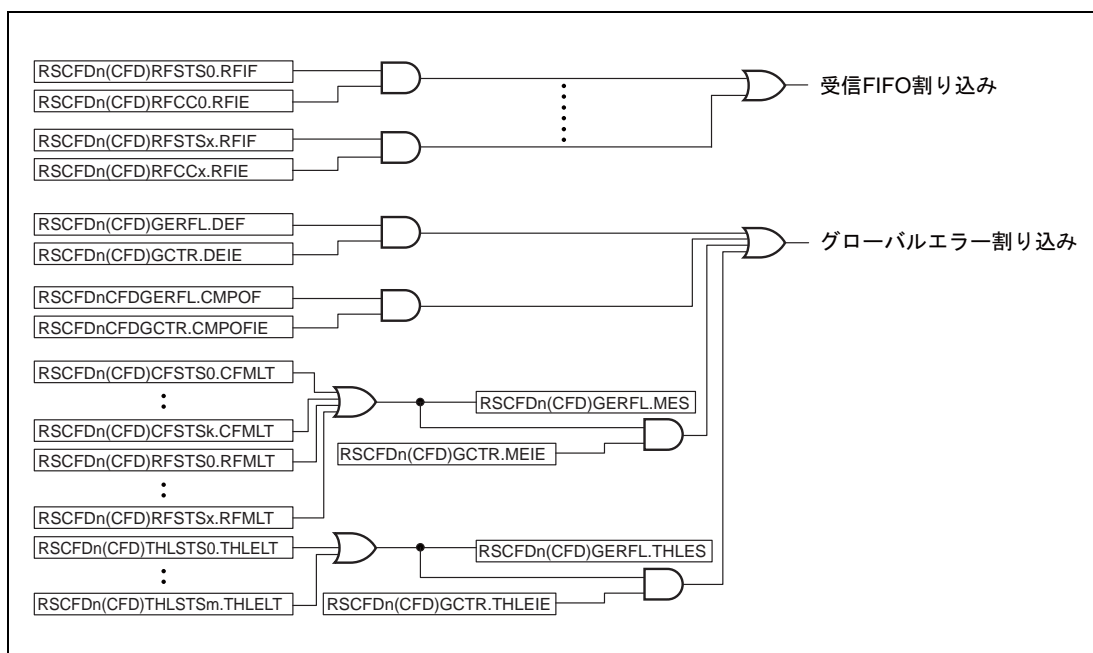 RSCFDn(CFD)RFSTS0.RFIF
RSCFDn(CFD)RFCC0.RFIE
受信FIFO割り込み
RSCFDn(CFD)RFSTSx.RFIF
RSCFDn(CFD)RFCCx.RFIE
RSCFDn(CFD)GERFL.DEF
RSCFDn(CFD)GCTR.DEIE
グローバルエラー割り込み
RSCFDnCFDGERFL.CMPOF
RSCFDnCFDGCTR.CMPOFIE
RSCFDn(CFD)CFSTS0.CFMLT
RSCFDn(CFD)GERFL.MES
RSCFDn(CFD)CFSTSk.CFMLT
RSCFDn(CFD)RFSTS0.RFMLT
RSCFDn(CFD)GCTR.MEIE
RSCFDn(CFD)RFSTSx.RFMLT
RSCFDn(CFD)THLSTS0.THLELT
RSCFDn(CFD)GERFL.THLES
RSCFDn(CFD)THLSTSm.THLELT
RSCFDn(CFD)GCTR.THLEIE